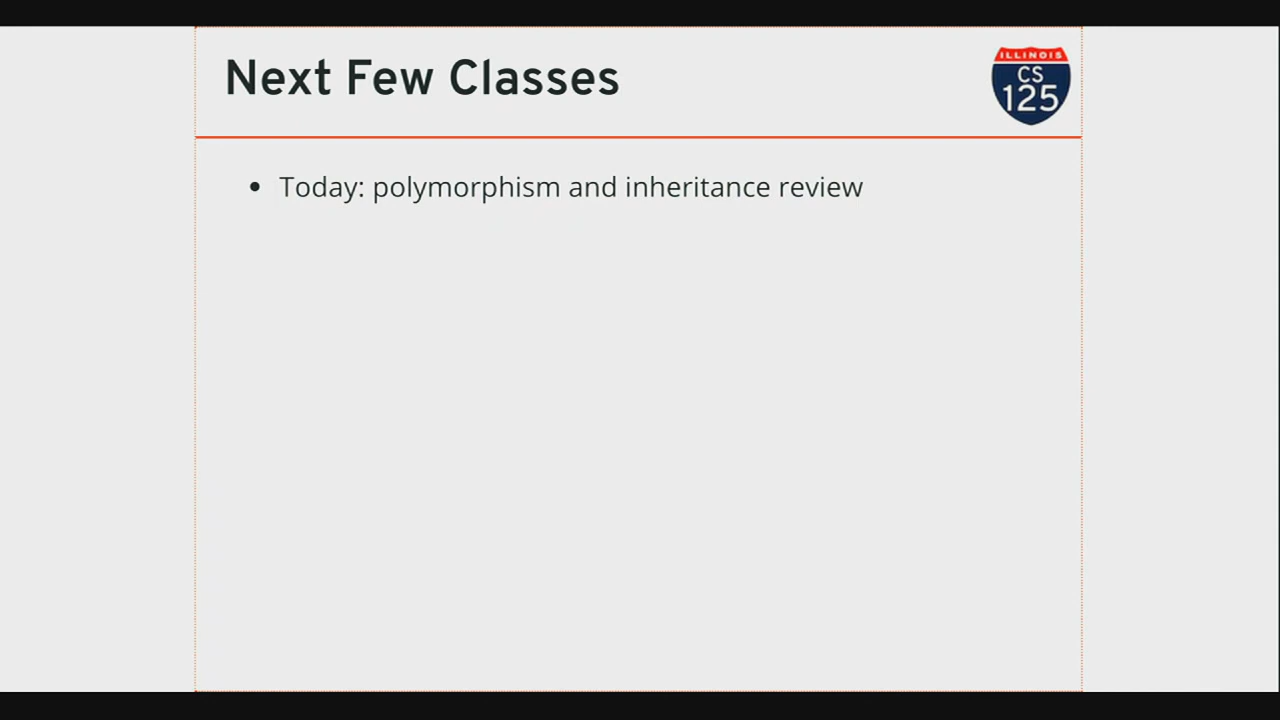 Next Few Classes
ILLINOIS
CS
125
• Today: polymorphism and inheritance review